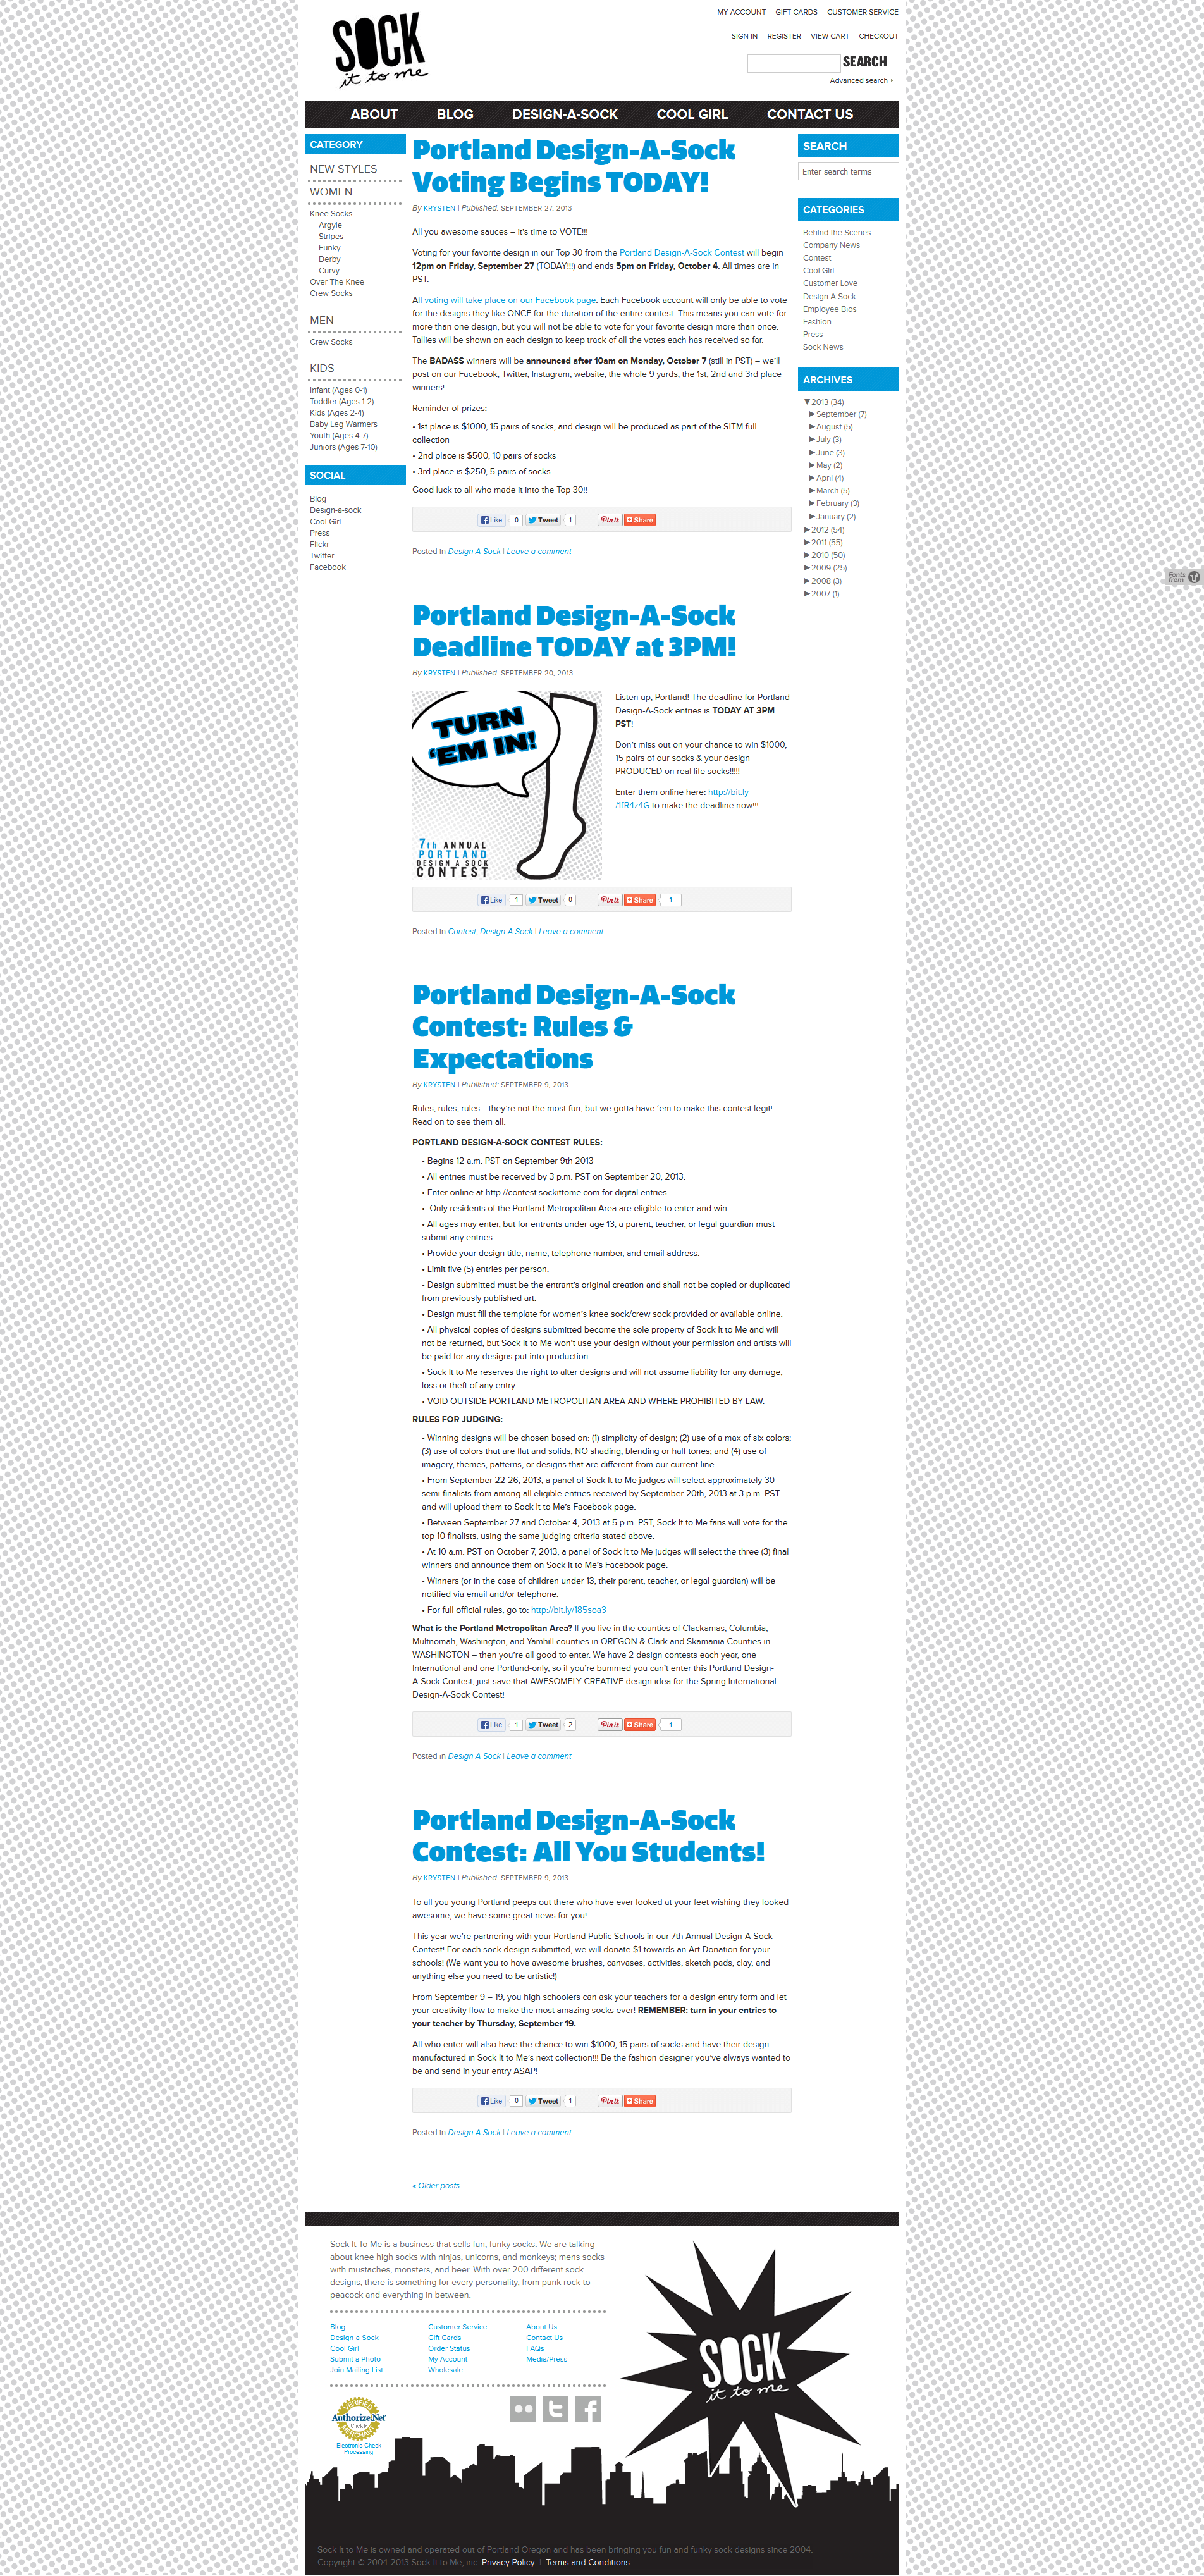 SOCK
it to me
MY ACCOUNT GIFT CARDS CUSTOMER SERVICE
SIGN IN REGISTER VIEW CART CHECKOUT
SEARCH
Advanced search ›
ABOUT BLOG DESIGN-A-SOCK COOL GIRL CONTACT US
CATEGORY
NEW STYLES
WOMEN
Knee Socks
Argyle
Stripes
Funky
Derby
Curvy
Over The Knee
Crew Socks
MEN
Crew Socks
KIDS
Infant (Ages 0-1)
Toddler (Ages 1-2)
Kids (Ages 2-4)
Baby Leg Warmers
Youth (Ages 4-7)
Juniors (Ages 7-10)
SOCIAL
Blog
Design-a-sock
Cool Girl
Press
Flickr
Twitter
Facebook
Portland Design-A-Sock
Voting Begins TODAY!
By KRYSTEN | Published: SEPTEMBER 27, 2013
All you awesome sauces – it's time to VOTE!!!
Voting for your favorite design in our Top 30 from the Portland Design-A-Sock Contest will begin
12pm on Friday, September 27 (TODAY!!!) and ends 5pm on Friday, October 4. All times are in
PST.
All voting will take place on our Facebook page. Each Facebook account will only be able to vote
for the designs they like ONCE for the duration of the entire contest. This means you can vote for
more than one design, but you will not be able to vote for your favorite design more than once.
Tallies will be shown on each design to keep track of all the votes each has received so far.
The BADASS winners will be announced after 10am on Monday, October 7 (still in PST) – we'll
post on our Facebook, Twitter, Instagram, website, the whole 9 yards, the 1st, 2nd and 3rd place
winners!
Reminder of prizes:
• 1st place is $1000, 15 pairs of socks, and design will be produced as part of the SITM full
collection
• 2nd place is $500, 10 pairs of socks
• 3rd place is $250, 5 pairs of socks
Good luck to all who made it into the Top 30!!
Like 0 Tweet 1 Pin it Share
Posted in Design A Sock | Leave a comment
Portland Design-A-Sock
Deadline TODAY at 3PM!
By KRYSTEN | Published: SEPTEMBER 20, 2013
TURN
'EM IN!
7th ANNUAL
PORTLAND
DESIGN A SOCK
CONTEST
Listen up, Portland! The deadline for Portland
Design-A-Sock entries is TODAY AT 3PM
PST!
Don't miss out on your chance to win $1000,
15 pairs of our socks & your design
PRODUCED on real life socks!!!!!
Enter them online here: http://bit.ly
/1fR4z4G to make the deadline now!!!
Like 1 Tweet 0 Pin it Share 1
Posted in Contest, Design A Sock | Leave a comment
Portland Design-A-Sock
Contest: Rules &
Expectations
By KRYSTEN | Published: SEPTEMBER 9, 2013
Rules, rules, rules... they're not the most fun, but we gotta have 'em to make this contest legit!
Read on to see them all.
PORTLAND DESIGN-A-SOCK CONTEST RULES:
• Begins 12 a.m. PST on September 9th 2013
• All entries must be received by 3 p.m. PST on September 20, 2013.
• Enter online at http://contest.sockittome.com for digital entries
• Only residents of the Portland Metropolitan Area are eligible to enter and win.
• All ages may enter, but for entrants under age 13, a parent, teacher, or legal guardian must
submit any entries.
• Provide your design title, name, telephone number, and email address.
• Limit five (5) entries per person.
• Design submitted must be the entrant's original creation and shall not be copied or duplicated
from previously published art.
• Design must fill the template for women's knee sock/crew sock provided or available online.
• All physical copies of designs submitted become the sole property of Sock It to Me and will
not be returned, but Sock It to Me won't use your design without your permission and artists will
be paid for any designs put into production.
• Sock It to Me reserves the right to alter designs and will not assume liability for any damage,
loss or theft of any entry.
• VOID OUTSIDE PORTLAND METROPOLITAN AREA AND WHERE PROHIBITED BY LAW.
RULES FOR JUDGING:
• Winning designs will be chosen based on: (1) simplicity of design; (2) use of a max of six colors;
(3) use of colors that are flat and solids, NO shading, blending or half tones; and (4) use of
imagery, themes, patterns, or designs that are different from our current line.
• From September 22-26, 2013, a panel of Sock It to Me judges will select approximately 30
semi-finalists from among all eligible entries received by September 20th, 2013 at 3 p.m. PST
and will upload them to Sock It to Me's Facebook page.
• Between September 27 and October 4, 2013 at 5 p.m. PST, Sock It to Me fans will vote for the
top 10 finalists, using the same judging criteria stated above.
• At 10 a.m. PST on October 7, 2013, a panel of Sock It to Me judges will select the three (3) final
winners and announce them on Sock It to Me's Facebook page.
• Winners (or in the case of children under 13, their parent, teacher, or legal guardian) will be
notified via email and/or telephone.
• For full official rules, go to: http://bit.ly/185soa3
What is the Portland Metropolitan Area? If you live in the counties of Clackamas, Columbia,
Multnomah, Washington, and Yamhill counties in OREGON & Clark and Skamania Counties in
WASHINGTON – then you're all good to enter. We have 2 design contests each year, one
International and one Portland-only, so if you're bummed you can't enter this Portland Design-
A-Sock Contest, just save that AWESOMELY CREATIVE design idea for the Spring International
Design-A-Sock Contest!
Like 1 Tweet 2 Pin it Share 1
Posted in Design A Sock | Leave a comment
Portland Design-A-Sock
Contest: All You Students!
By KRYSTEN | Published: SEPTEMBER 9, 2013
To all you young Portland peeps out there who have ever looked at your feet wishing they looked
awesome, we have some great news for you!
This year we're partnering with your Portland Public Schools in our 7th Annual Design-A-Sock
Contest! For each sock design submitted, we will donate $1 towards an Art Donation for your
schools! (We want you to have awesome brushes, canvases, activities, sketch pads, clay, and
anything else you need to be artistic!)
From September 9 – 19, you high schoolers can ask your teachers for a design entry form and let
your creativity flow to make the most amazing socks ever! REMEMBER: turn in your entries to
your teacher by Thursday, September 19.
All who enter will also have the chance to win $1000, 15 pairs of socks and have their design
manufactured in Sock It to Me's next collection!!! Be the fashion designer you've always wanted to
be and send in your entry ASAP!
Like 0 Tweet 1 Pin it Share
Posted in Design A Sock | Leave a comment
« Older posts
SEARCH
Enter search terms
CATEGORIES
Behind the Scenes
Company News
Contest
Cool Girl
Customer Love
Design A Sock
Employee Bios
Fashion
Press
Sock News
ARCHIVES
▼2013 (34)
►September (7)
►August (5)
►July (3)
►June (3)
►May (2)
►April (4)
►March (5)
►February (3)
►January (2)
►2012 (54)
►2011 (55)
►2010 (50)
►2009 (25)
►2008 (3)
►2007 (1)
Fonts
from
Sock It To Me is a business that sells fun, funky socks. We are talking
about knee high socks with ninjas, unicorns, and monkeys; mens socks
with mustaches, monsters, and beer. With over 200 different sock
designs, there is something for every personality, from punk rock to
peacock and everything in between.
Blog Customer Service About Us
Design-a-Sock Gift Cards Contact Us
Cool Girl Order Status FAQs
Submit a Photo My Account Media/Press
Join Mailing List Wholesale
Authorize.Net
Click
Electronic Check
Processing
SOCK
it to me
Sock It to Me is owned and operated out of Portland Oregon and has been bringing you fun and funky sock designs since 2004.
Copyright © 2004-2013 Sock It to Me, inc. Privacy Policy | Terms and Conditions